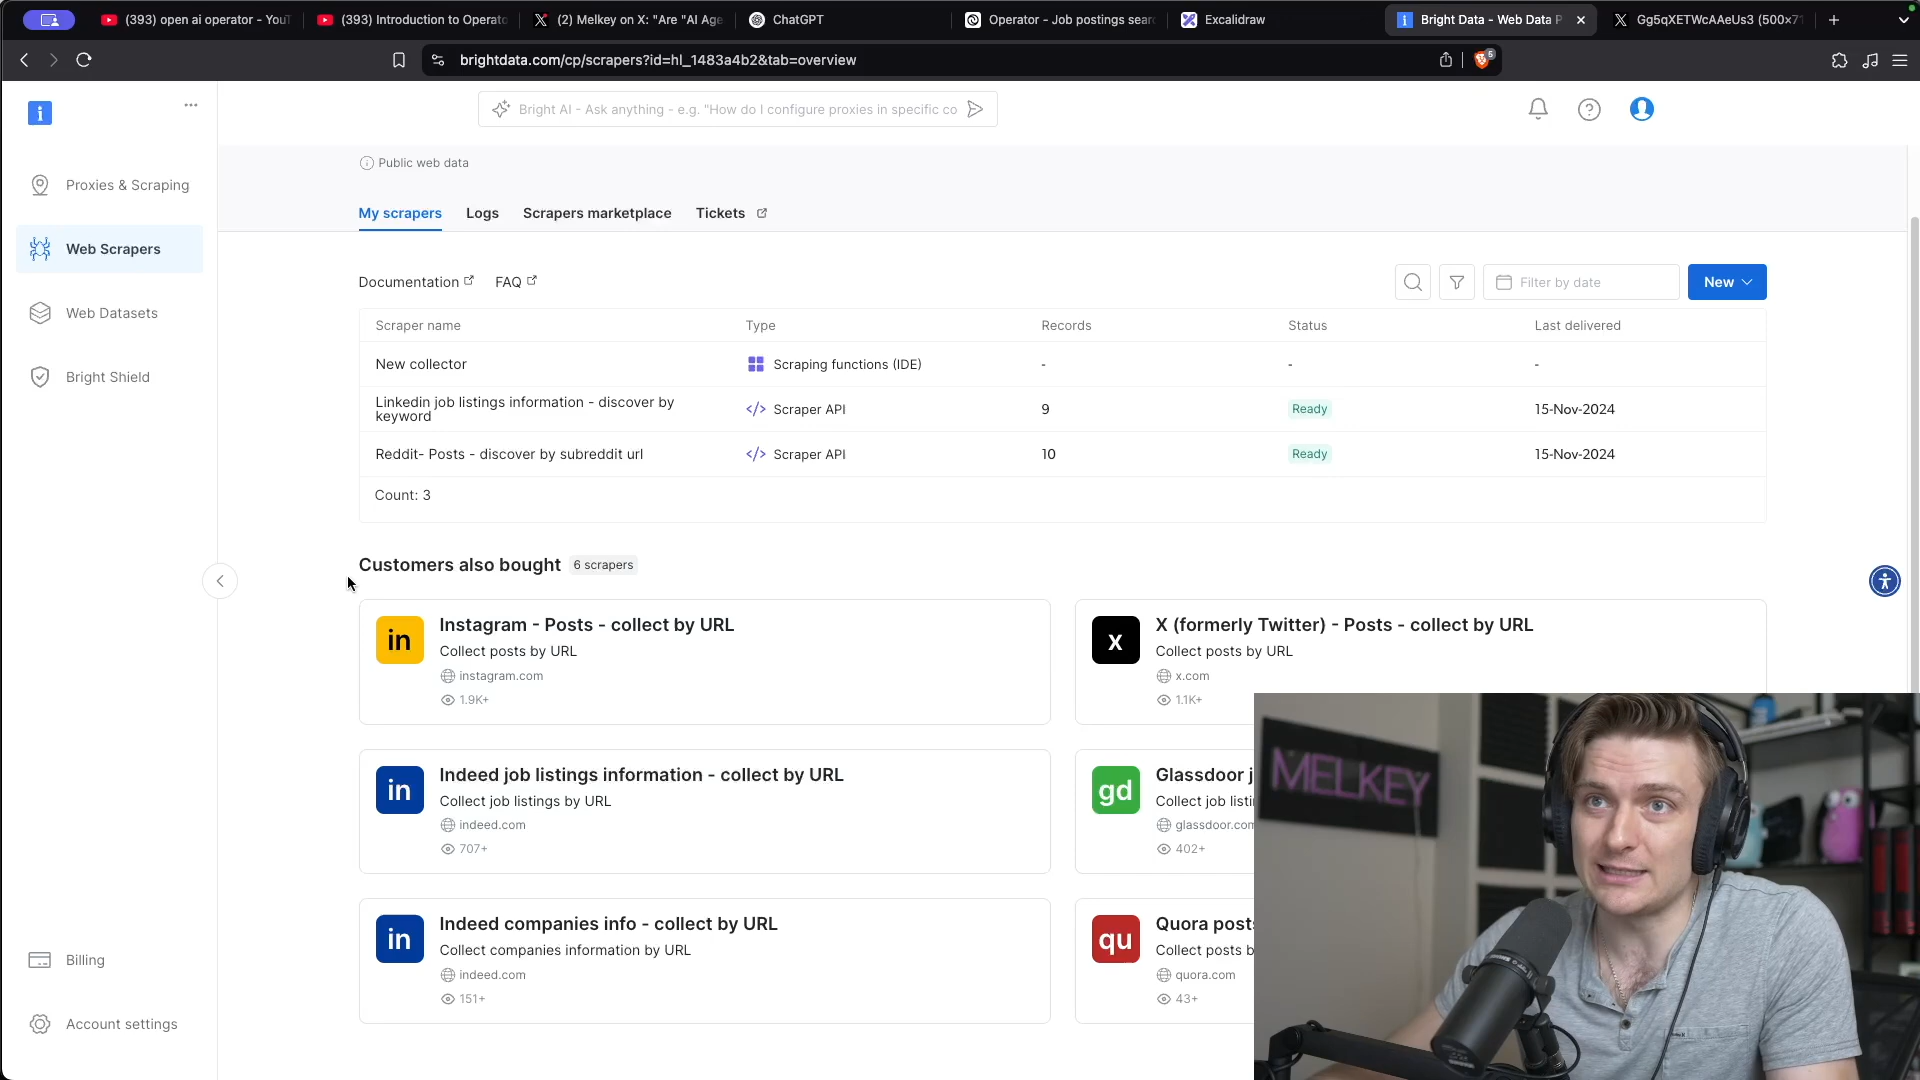 (393) open ai operator - YouT
(393) Introduction to Operato
(2) Melkey on X: "Are "AI Age
ChatGPT
Operator - Job postings sear
Excalidraw
Bright Data - Web Data P
Gg5qXETWcAAeUs3 (500×71
brightdata.com/cp/scrapers?id=hl_1483a4b2&tab=overview
5
i
Bright AI - Ask anything - e.g. "How do I configure proxies in specific co
Public web data
Proxies & Scraping
Web Scrapers
Web Datasets
Bright Shield
Billing
Account settings
My scrapers
Logs
Scrapers marketplace
Tickets
Documentation
FAQ
Filter by date
New
Scraper name
Type
Records
Status
Last delivered
New collector
Scraping functions (IDE)
-
-
-
Linkedin job listings information - discover by
keyword
</> Scraper API
9
Ready
15-Nov-2024
Reddit- Posts - discover by subreddit url
</> Scraper API
10
Ready
15-Nov-2024
Count: 3
Customers also bought
6 scrapers
in
Instagram - Posts - collect by URL
Collect posts by URL
instagram.com
1.9K+
X
X (formerly Twitter) - Posts - collect by URL
Collect posts by URL
x.com
1.1K+
in
Indeed job listings information - collect by URL
Collect job listings by URL
indeed.com
707+
gd
Glassdoor j
Collect job listi
glassdoor.com
402+
in
Indeed companies info - collect by URL
Collect companies information by URL
indeed.com
151+
qu
Quora post
Collect posts b
quora.com
43+
MELKEY